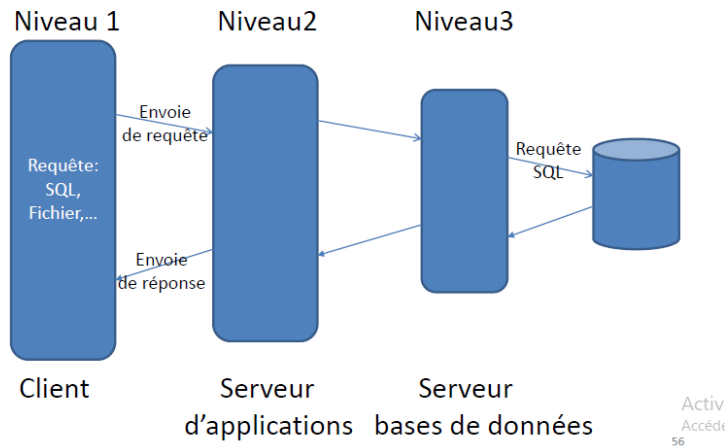 Niveau 1
Niveau2
Niveau3
Envoie
de requête
Requête:
SQL,
Fichier,...
Requête
SQL
Envoie
de réponse
Client
Serveur
d'applications
Serveur
bases de données
Activ
Accéde
56